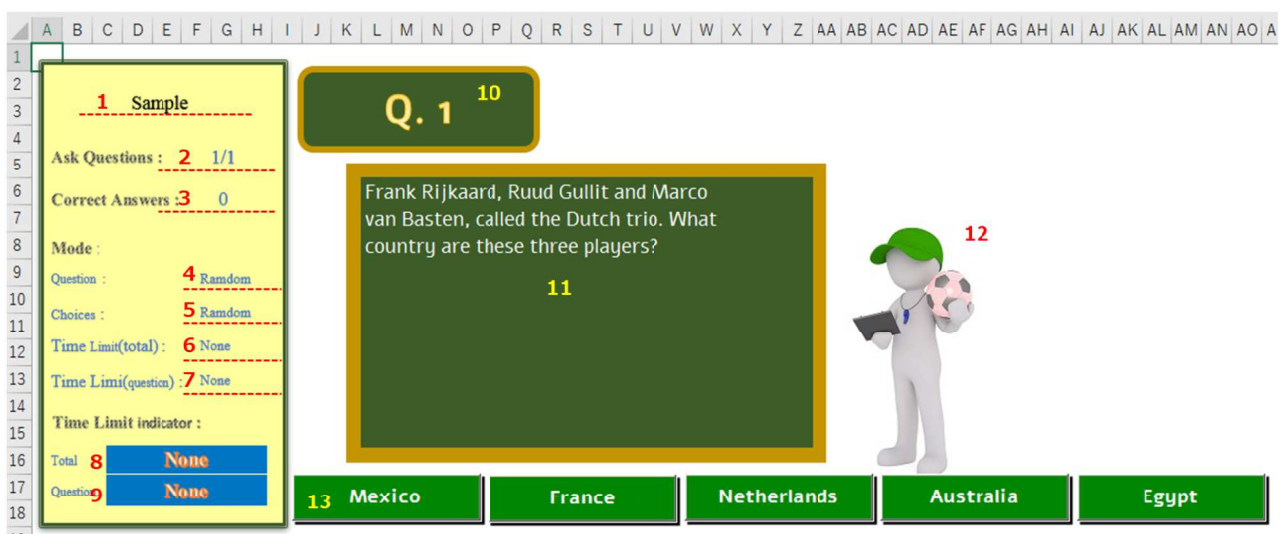 A B C D E F G H I J K L M N O P Q R S T U V W X Y Z AA AB AC AD AE AF AG AH AI AJ AK AL AM AN AO A
1
2
3
4
5
6
7
8
9
10
11
12
13
14
15
16
17
18
1 Sample
Ask Questions : 2 1/1
Correct Answers : 3 0
Mode :
Question : 4 Ramdom
Choices : 5 Ramdom
Time Limit(total) : 6 None
Time Limi(question) : 7 None
Time Limit indicator :
Total 8 None
Question 9 None
Q. 1 10
Frank Rijkaard, Ruud Gullit and Marco
van Basten, called the Dutch trio. What
country are these three players?
11
12
13 Mexico France Netherlands Australia Egypt